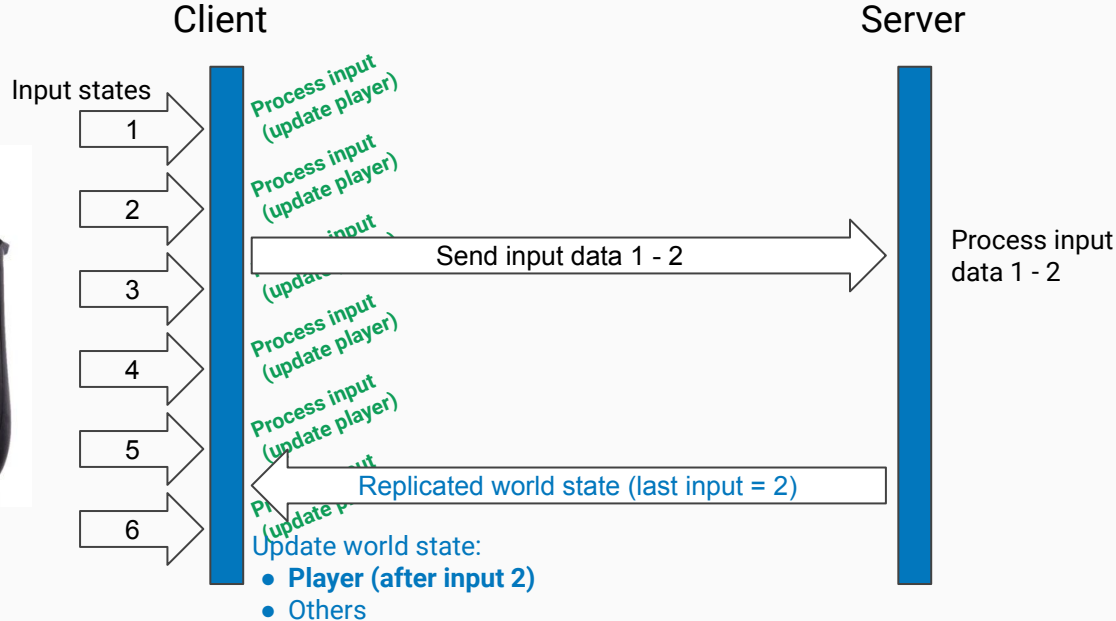 Client
Server
Input states
1
Process input
(update player)
2
Process input
(update player)
input
Send input data 1 - 2
Process input
data 1 - 2
3
4
Process input
(update player)
5
Process input
(update player)
Replicated world state (last input = 2)
6
(update
Update world state:
● Player (after input 2)
● Others